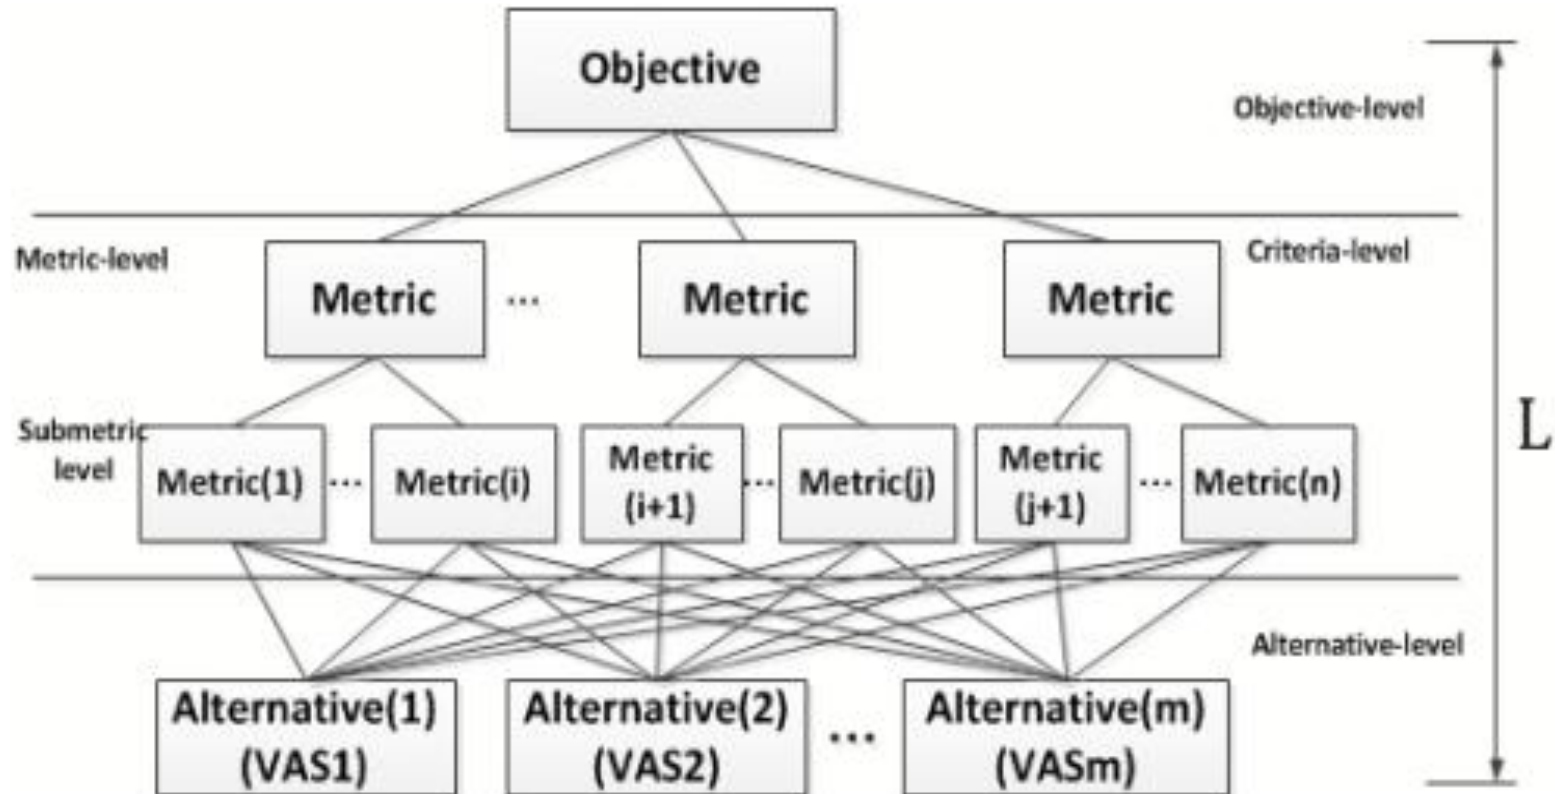 Objective
Objective-level
Metric-level
Criteria-level
Metric
...
Metric
Metric
Submetric
level
Metric(1)
...
Metric(i)
Metric
(i+1)
...
Metric(j)
Metric
(j+1)
...
Metric(n)
L
Alternative-level
Alternative(1)
(VAS1)
Alternative(2)
(VAS2)
...
Alternative(m)
(VASm)